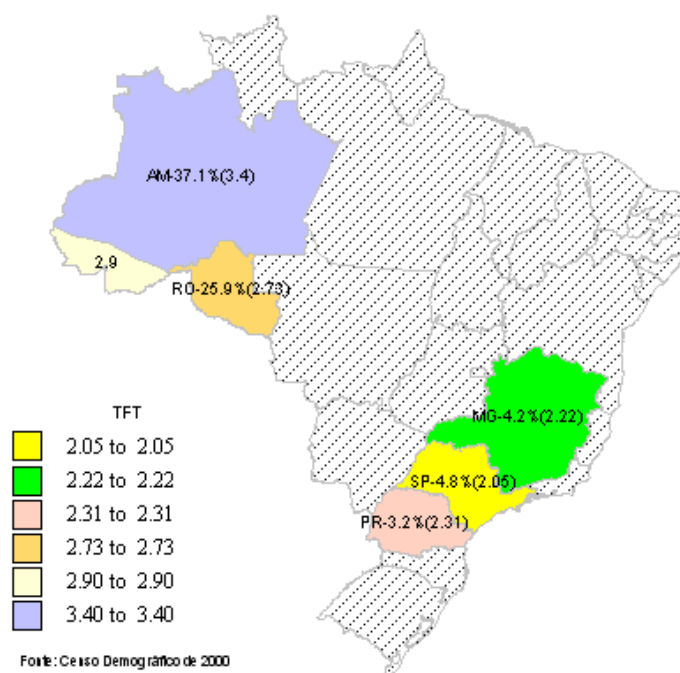 AM-37.1%(3.4)
2.9
RO-25.9%(2.73)
MG-4.2%(2.22)
SP-4.8%(2.05)
PR-3.2%(2.31)
TFT
2.05 to 2.05
2.22 to 2.22
2.31 to 2.31
2.73 to 2.73
2.90 to 2.90
3.40 to 3.40
Fonte: Censo Demográfico de 2000